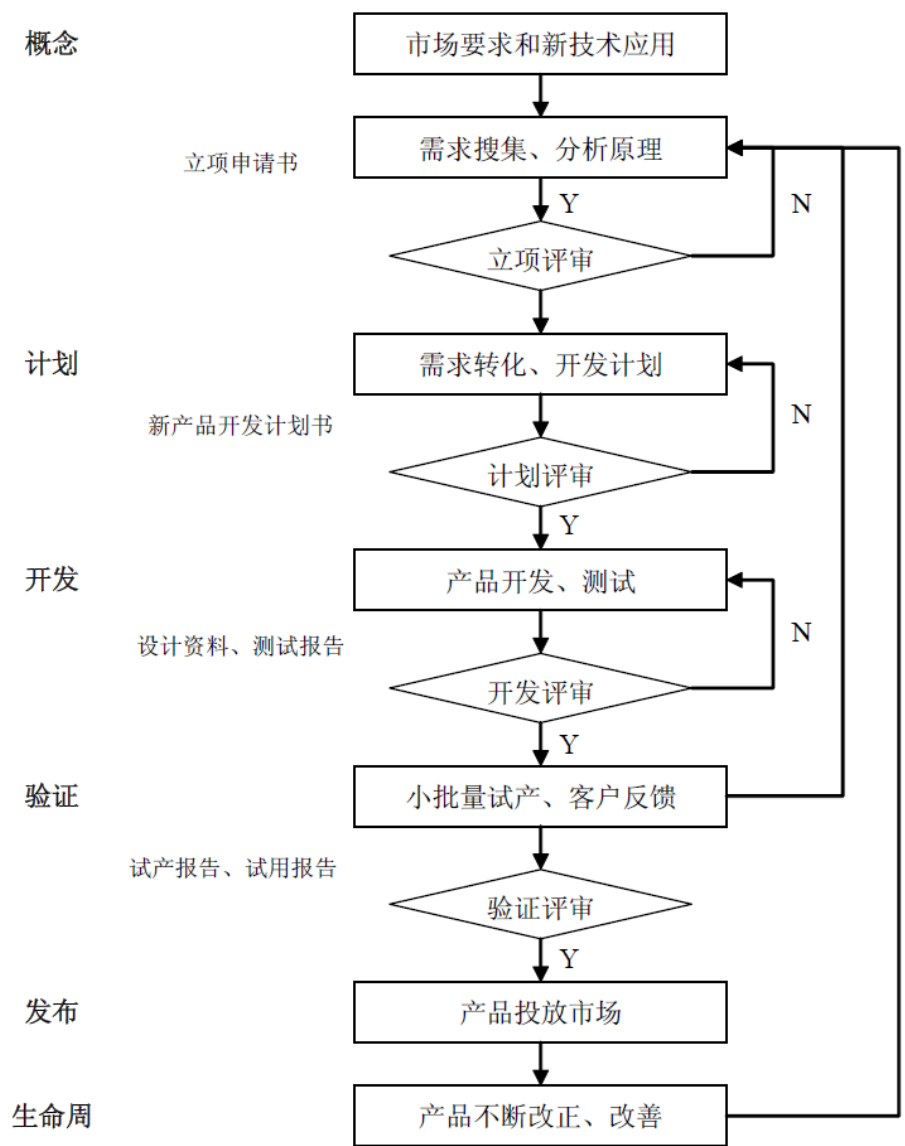 概念
市场要求和新技术应用
需求搜集、分析原理
立项申请书
Y
N
立项评审
计划
需求转化、开发计划
新产品开发计划书
N
计划评审
Y
开发
产品开发、测试
设计资料、测试报告
N
开发评审
Y
验证
小批量试产、客户反馈
试产报告、试用报告
验证评审
Y
发布
产品投放市场
生命周
产品不断改正、改善